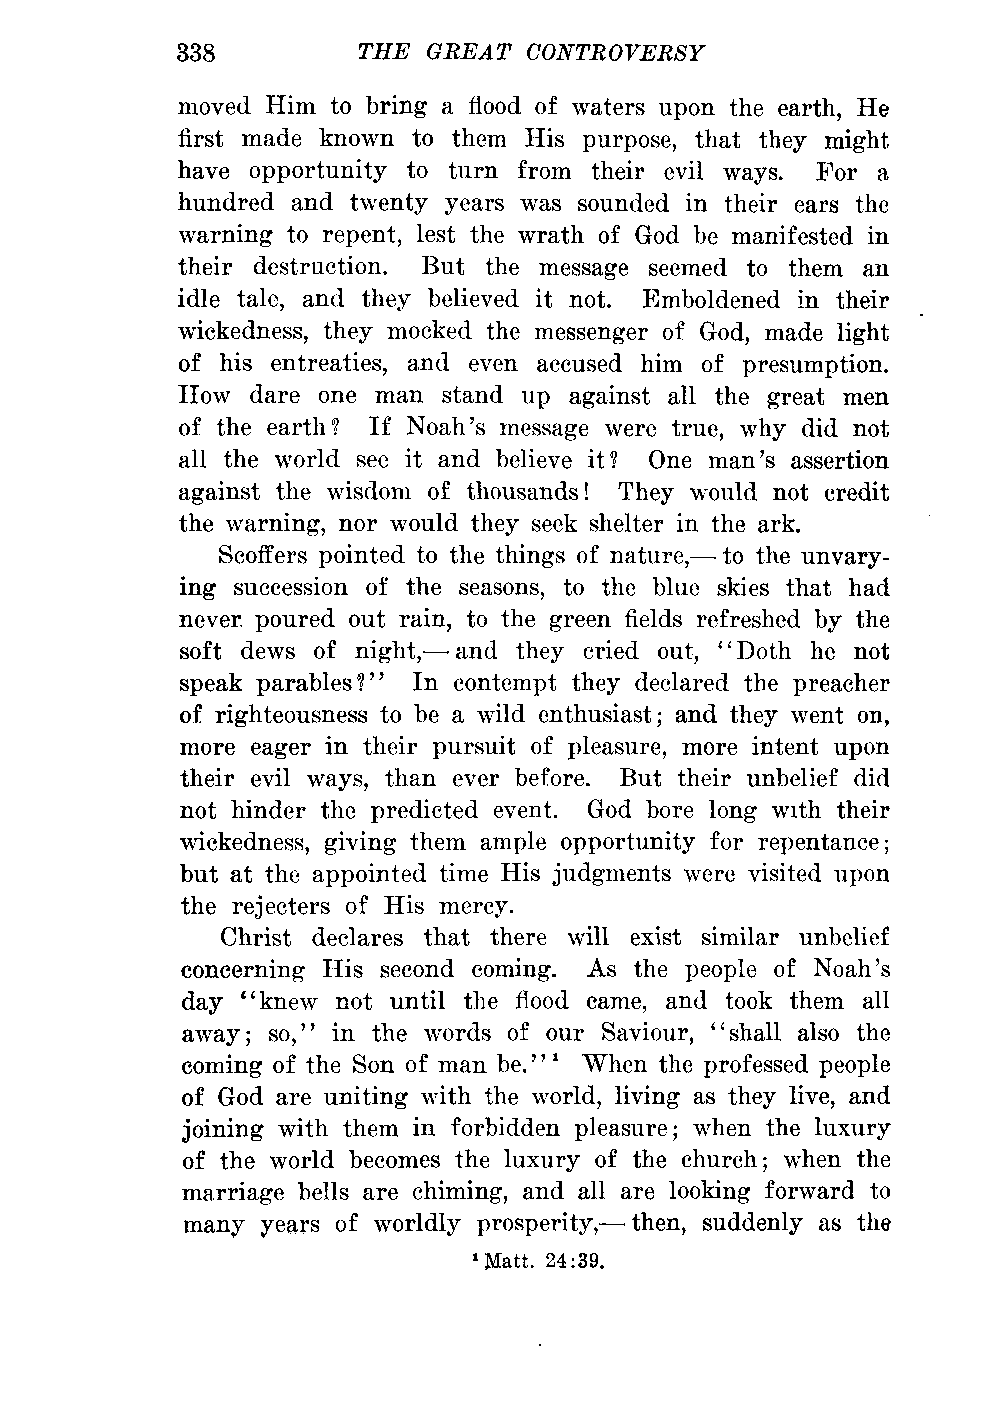 338 THE GREAT CONTROVERSY
moved Him to bring a flood of waters upon the earth, He
first made known to them His purpose, that they might
have opportunity to turn from their evil ways. For a
hundred and twenty years was sounded in their ears the
warning to repent, lest the wrath of God be manifested in
their destruction. But the message seemed to them an
idle tale, and they believed it not. Emboldened in their
wickedness, they mocked the messenger of God, made light
of his entreaties, and even accused him of presumption.
How dare one man stand up against all the great men
of the earth? If Noah's message were true, why did not
all the world see it and believe it? One man's assertion
against the wisdom of thousands! They would not credit
the warning, nor would they seek shelter in the ark.
Scoffers pointed to the things of nature,— to the unvary-
ing succession of the seasons, to the blue skies that had
never poured out rain, to the green fields refreshed by the
soft dews of night,— and they cried out, "Doth he not
speak parables?" In contempt they declared the preacher
of righteousness to be a wild enthusiast; and they went on,
more eager in their pursuit of pleasure, more intent upon
their evil ways, than ever before. But their unbelief did
not hinder the predicted event. God bore long with their
wickedness, giving them ample opportunity for repentance;
but at the appointed time His judgments were visited upon
the rejecters of His mercy.
Christ declares that there will exist similar unbelief
concerning His second coming. As the people of Noah's
day "knew not until the flood came, and took them all
away; so," in the words of our Saviour, "shall also the
coming of the Son of man be."¹ When the professed people
of God are uniting with the world, living as they live, and
joining with them in forbidden pleasure; when the luxury
of the world becomes the luxury of the church; when the
marriage bells are chiming, and all are looking forward to
many years of worldly prosperity,— then, suddenly as the
¹ Matt. 24:39.